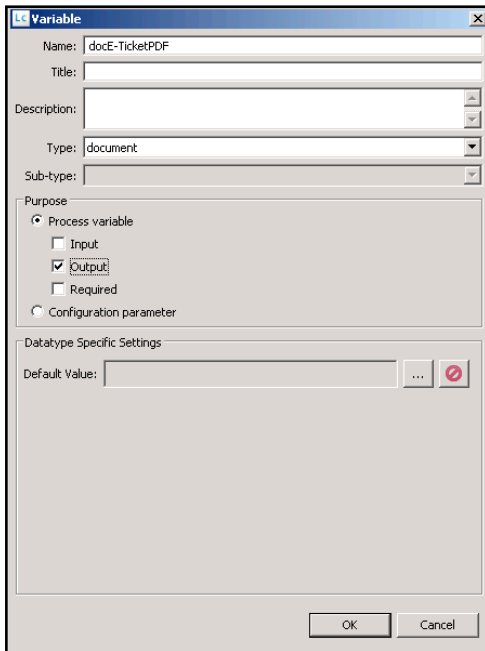 LC Variable
Name: docE-TicketPDF
Title:
Description:
Type: document
Sub-type:
Purpose
Process variable
Input
Output
Required
Configuration parameter
Datatype Specific Settings
Default Value: ...
OK Cancel